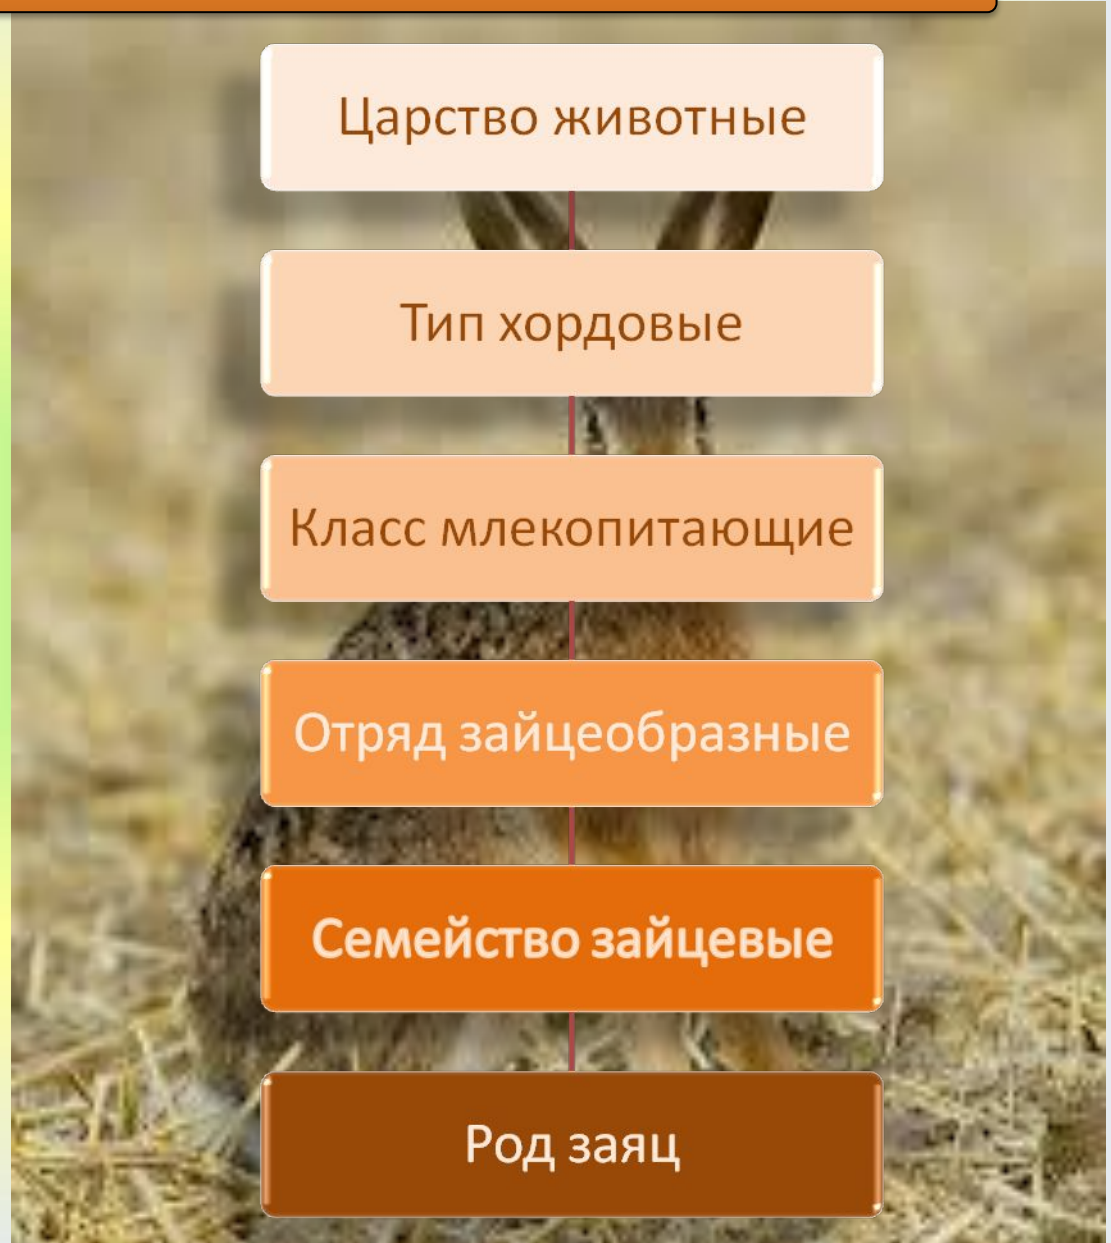 Царство животные
Тип хордовые
Класс млекопитающие
Отряд зайцеобразные
Семейство зайцевые
Род заяц